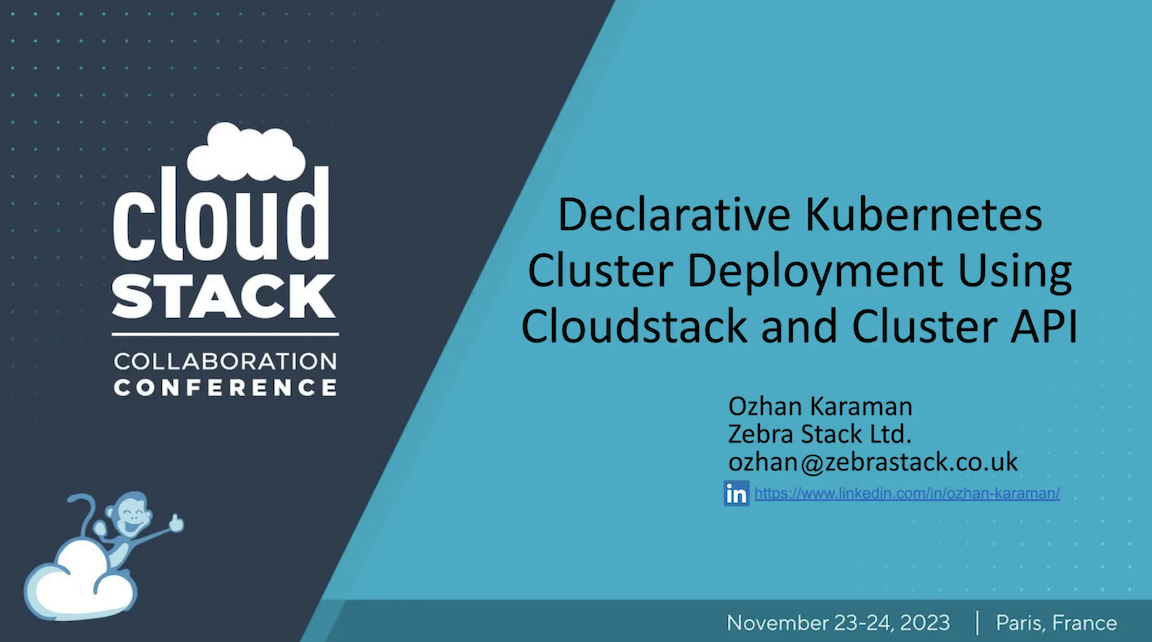 cloud
STACK
COLLABORATION
CONFERENCE
Declarative Kubernetes
Cluster Deployment Using
Cloudstack and Cluster API
Ozhan Karaman
Zebra Stack Ltd.
ozhan@zebrastack.co.uk
in https://www.linkedin.com/in/ozhan-karaman/
November 23-24, 2023 | Paris, France